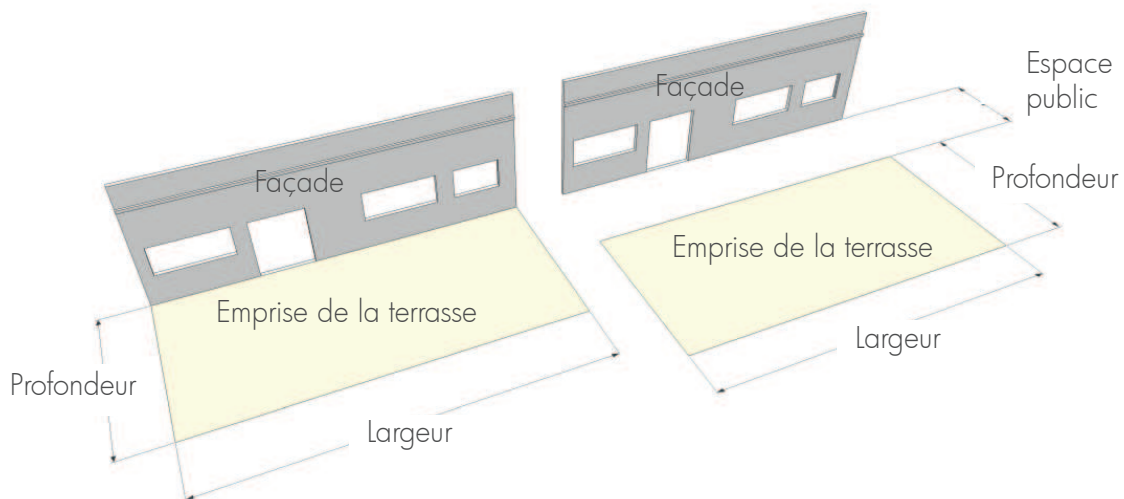 Façade
Emprise de la terrasse
Profondeur
Largeur
Façade
Espace
public
Profondeur
Emprise de la terrasse
Largeur